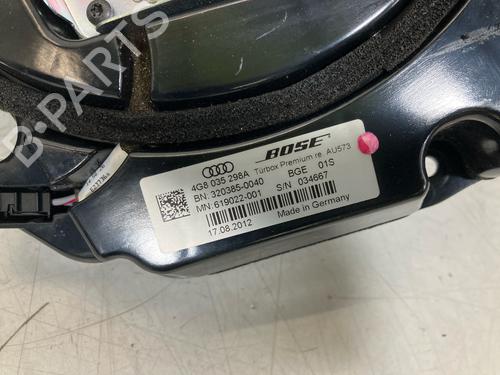 B-PARTS
BOSE
4G8 035 298A Türbox Premium re. AU573
BN: 320385-0040 BGE 01S
MN: 619022-001 S/N 034667
17.08.2012 Made in Germany